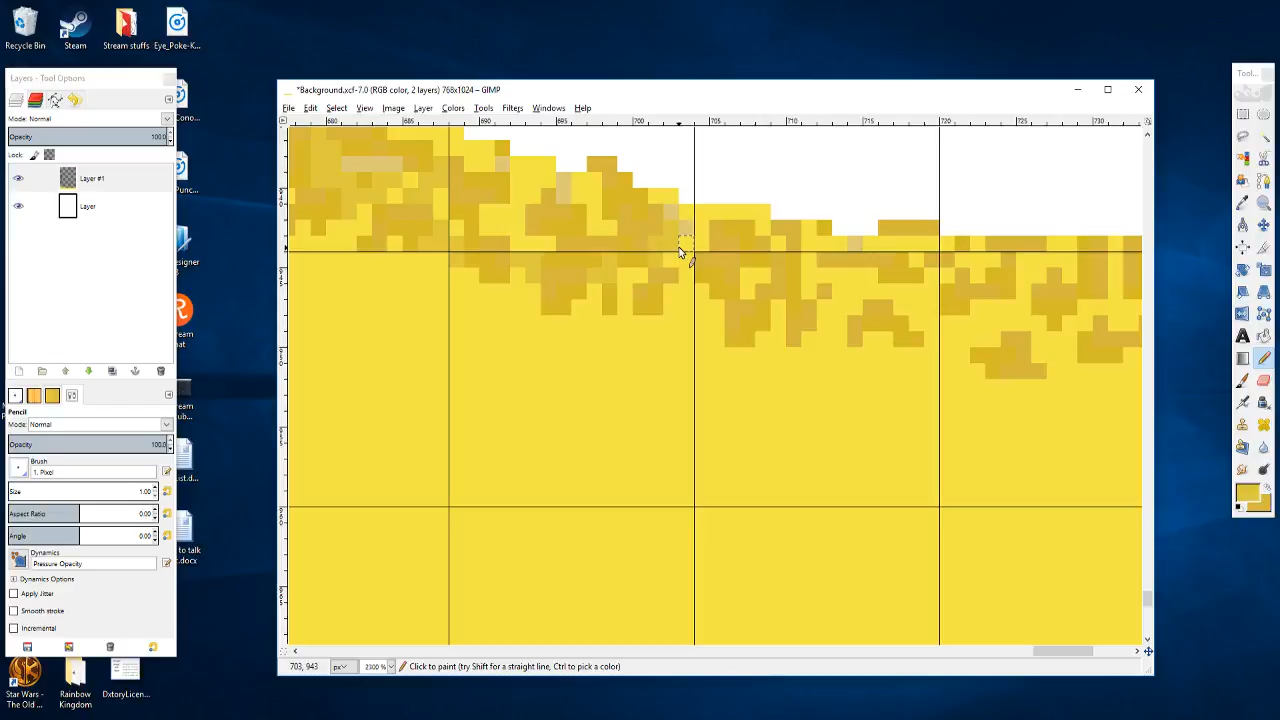 Recycle Bin
Steam
Stream stuffs
Eye_Poke-K...
Layers - Tool Options
Mode: Normal
Opacity 100.0
Lock:
Layer #1
Layer
Pencil
Mode: Normal
Opacity 100.0
Brush
1. Pixel
Size 1.00
Aspect Ratio 0.00
Angle 0.00
Dynamics
Pressure Opacity
Dynamics Options
Apply Jitter
Smooth stroke
Incremental
Star Wars - The Old ...
Rainbow Kingdom
DxtoryLicen...
*Background.xcf-7.0 (RGB color, 2 layers) 768x1024 – GIMP
File Edit Select View Image Layer Colors Tools Filters Windows Help
680 685 690 695 700 705 710 715 720 725 730
703, 943 px 2300 % Click to paint (try Shift for a straight line, Ctrl to pick a color)
Tool...